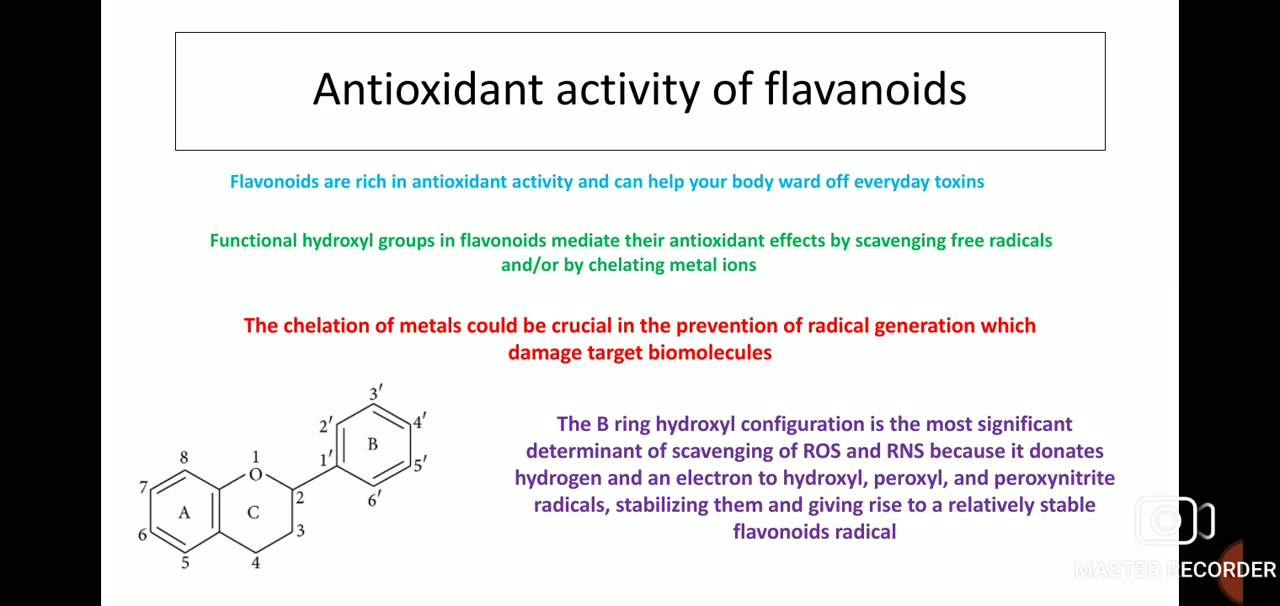 Antioxidant activity of flavanoids
Flavonoids are rich in antioxidant activity and can help your body ward off everyday toxins
Functional hydroxyl groups in flavonoids mediate their antioxidant effects by scavenging free radicals
and/or by chelating metal ions
The chelation of metals could be crucial in the prevention of radical generation which
damage target biomolecules
The B ring hydroxyl configuration is the most significant
determinant of scavenging of ROS and RNS because it donates
hydrogen and an electron to hydroxyl, peroxyl, and peroxynitrite
radicals, stabilizing them and giving rise to a relatively stable
flavonoids radical
3′
2′ 4′
B
1′ 5′
8 1
O 6′
7 2
A C
6 3
5 4
MASTER RECORDER